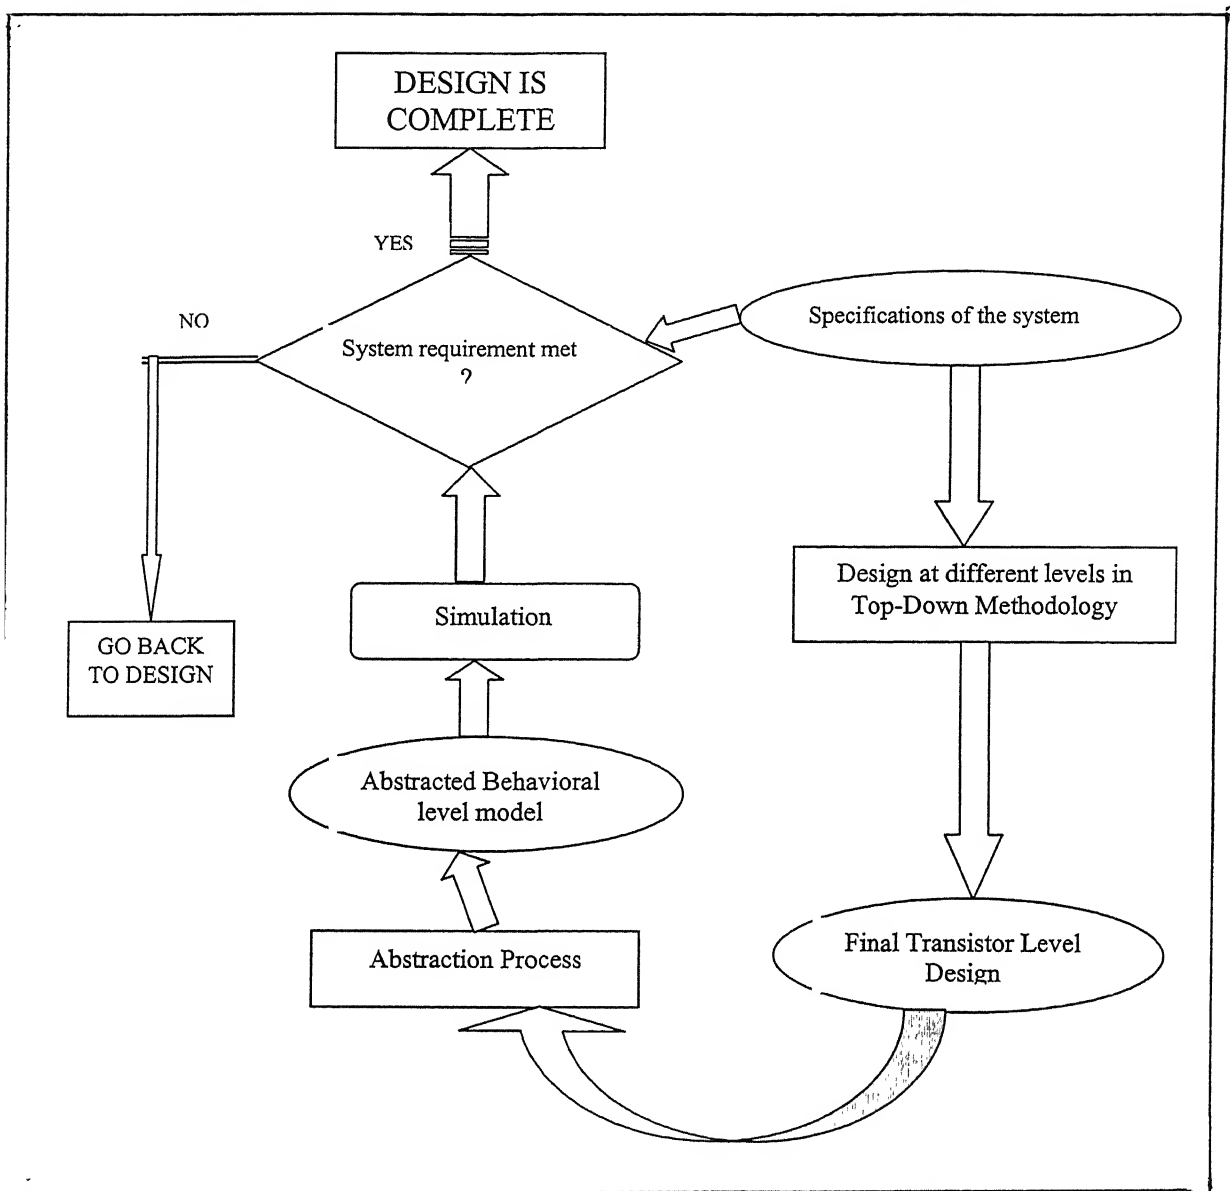 DESIGN IS
COMPLETE
YES
NO
System requirement met
?
Specifications of the system
Design at different levels in
Top-Down Methodology
Simulation
GO BACK
TO DESIGN
Abstracted Behavioral
level model
Abstraction Process
Final Transistor Level
Design